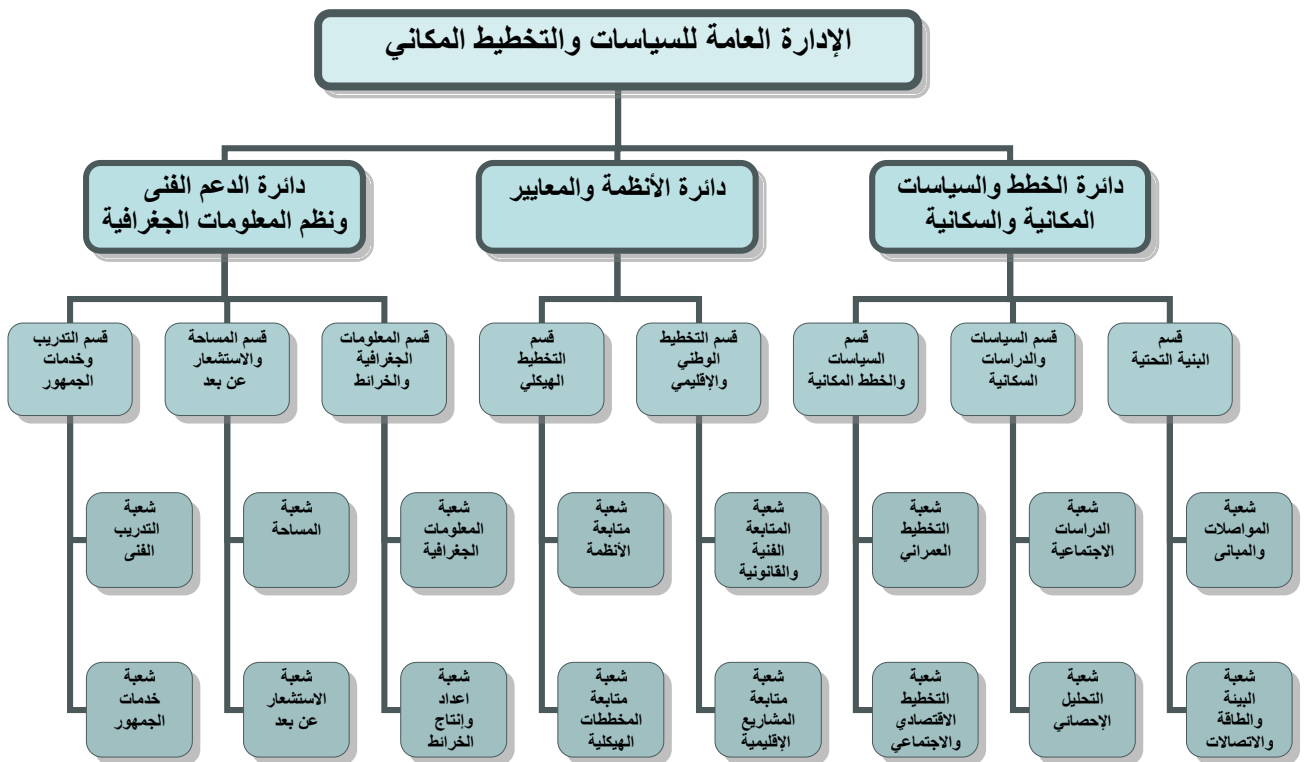 الإدارة العامة للسياسات والتخطيط المكاني
دائرة الخطط والسياسات
المكانية والسكانية
دائرة الأنظمة والمعايير
دائرة الدعم الفنى
ونظم المعلومات الجغرافية
قسم
البنية التحتية
قسم السياسات
والدراسات
السكانية
قسم
السياسات
والخطط المكانية
قسم التخطيط
الوطني
والإقليمي
قسم
التخطيط
الهيكلي
قسم المعلومات
الجغرافية
والخرائط
قسم المساحة
والاستشعار
عن بعد
قسم التدريب
وخدمات
الجمهور
شعبة
المواصلات
والمبانى
شعبة
الدراسات
الاجتماعية
شعبة
التخطيط
العمراني
شعبة
المتابعة
الفنية
والقانونية
شعبة
متابعة
الأنظمة
شعبة
المعلومات
الجغرافية
شعبة
المساحة
شعبة
التدريب
الفنى
شعبة
البيئة
والطاقة
والاتصالات
شعبة
التحليل
الإحصائي
شعبة
التخطيط
الاقتصادي
والاجتماعي
شعبة
متابعة
المشاريع
الإقليمية
شعبة
متابعة
المخططات
الهيكلية
شعبة
اعداد
وإنتاج
الخرائط
شعبة
الاستشعار
عن بعد
شعبة
خدمات
الجمهور